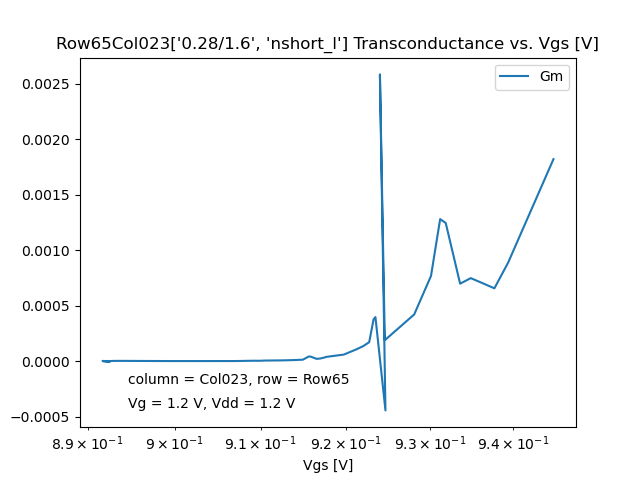 Row65Col023['0.28/1.6', 'nshort_l'] Transconductance vs. Vgs [V]
Gm
0.0025
0.0020
0.0015
0.0010
0.0005
0.0000
−0.0005
column = Col023, row = Row65
Vg = 1.2 V, Vdd = 1.2 V
8.9 × 10⁻¹ 9 × 10⁻¹ 9.1 × 10⁻¹ 9.2 × 10⁻¹ 9.3 × 10⁻¹ 9.4 × 10⁻¹
Vgs [V]